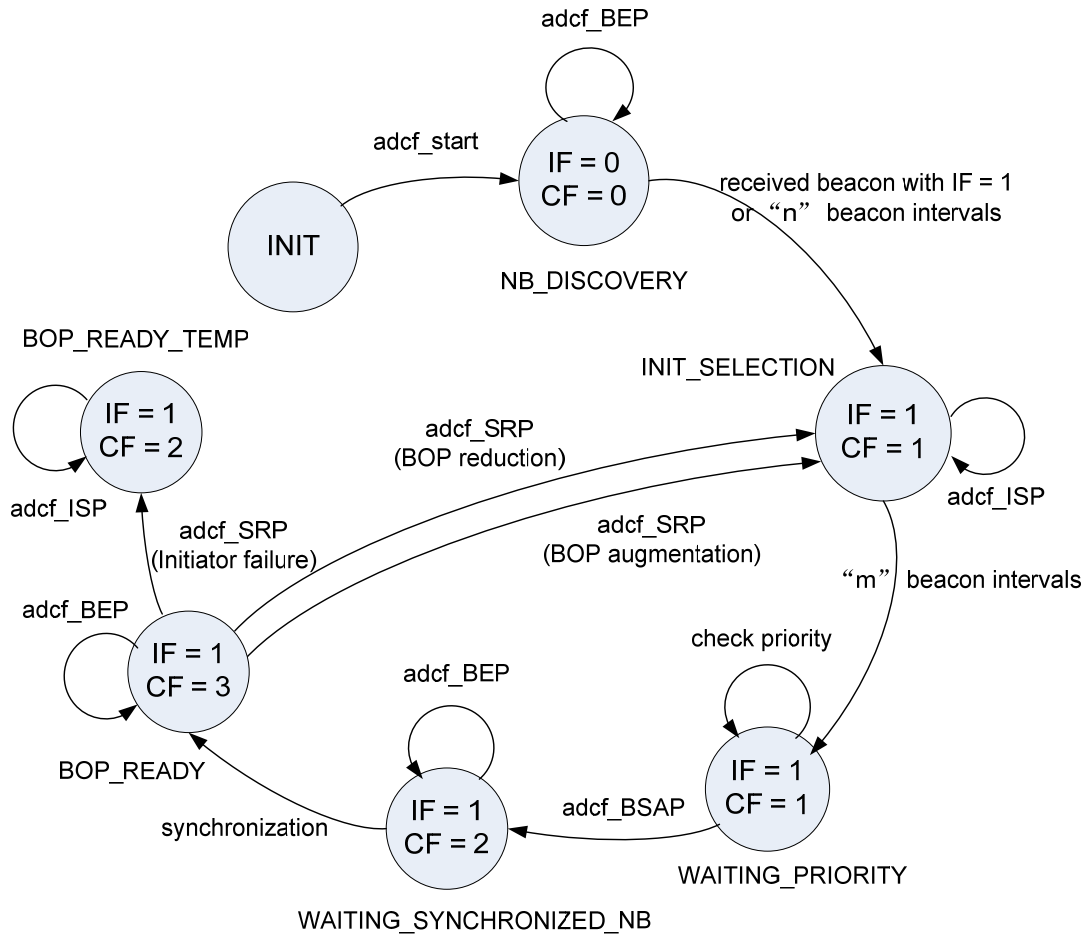 adcf_BEP
adcf_start
IF = 0
CF = 0
INIT
received beacon with IF = 1
or “n” beacon intervals
NB_DISCOVERY
BOP_READY_TEMP
INIT_SELECTION
IF = 1
CF = 2
IF = 1
CF = 1
adcf_SRP
(BOP reduction)
adcf_ISP
adcf_ISP
adcf_SRP
(Initiator failure)
adcf_SRP
(BOP augmentation)
“m” beacon intervals
adcf_BEP
check priority
IF = 1
CF = 3
adcf_BEP
BOP_READY
IF = 1
CF = 1
IF = 1
CF = 2
adcf_BSAP
synchronization
WAITING_PRIORITY
WAITING_SYNCHRONIZED_NB